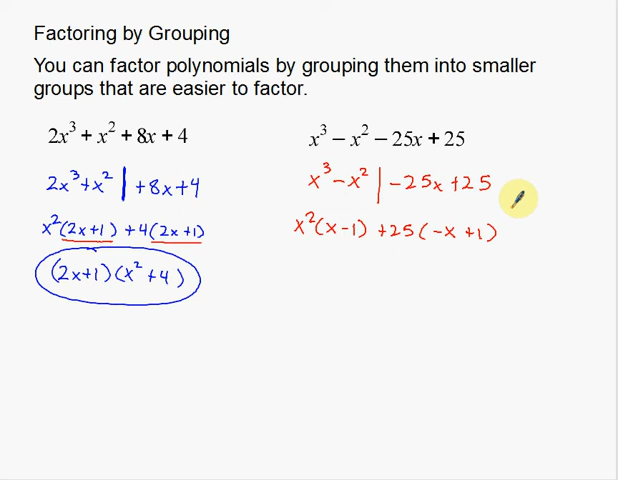 Factoring by Grouping
You can factor polynomials by grouping them into smaller
groups that are easier to factor.
2x³ + x² + 8x + 4
2x³ + x² | + 8x + 4
x²(2x+1) + 4(2x+1)
(2x+1)(x² + 4)
x³ − x² − 25x + 25
x³ − x² | − 25x + 25
x²(x − 1) + 25(−x + 1)